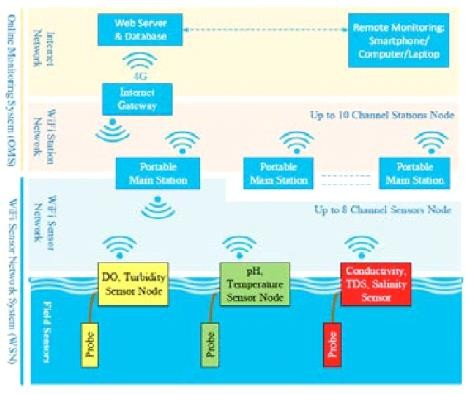 Online Monitoring System (OMS)
Internet
Network
Web Server
& Database
Remote Monitoring:
Smartphone/
Computer/Laptop
4G
Internet
Gateway
WiFi Station
Network
Up to 10 Channel Stations Node
Portable
Main Station
Portable
Main Station
Portable
Main Station
WiFi Sensor Network System (WSN)
WiFi Sensor
Network
Up to 8 Channel Sensors Node
DO, Turbidity
Sensor Node
pH,
Temperature
Sensor Node
Conductivity,
TDS, Salinity
Sensor
Field Sensors
Probe
Probe
Probe